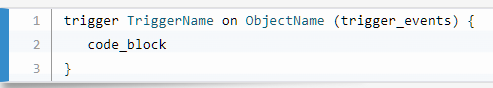 1 trigger TriggerName on ObjectName (trigger_events) {
2    code_block
3 }